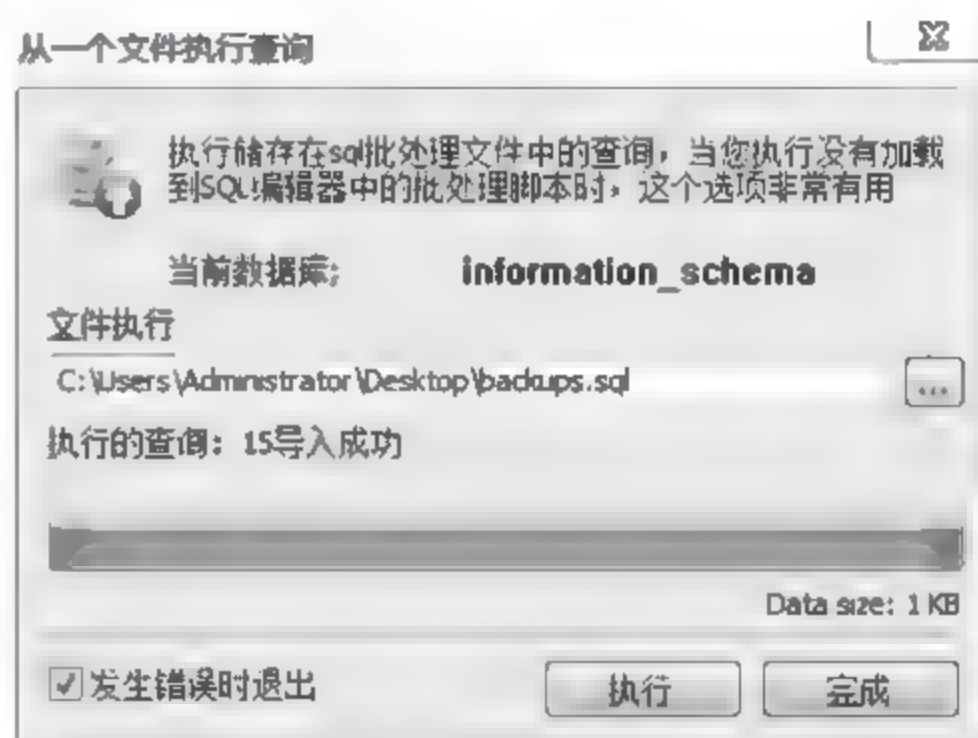 从一个文件执行查询
执行储存在sql批处理文件中的查询，当您执行没有加载
到SQL编辑器中的批处理脚本时，这个选项非常有用
当前数据库: information_schema
文件执行
C:\Users\Administrator\Desktop\backups.sql
...
执行的查询：15导入成功
Data size: 1 KB
发生错误时退出
执行
完成